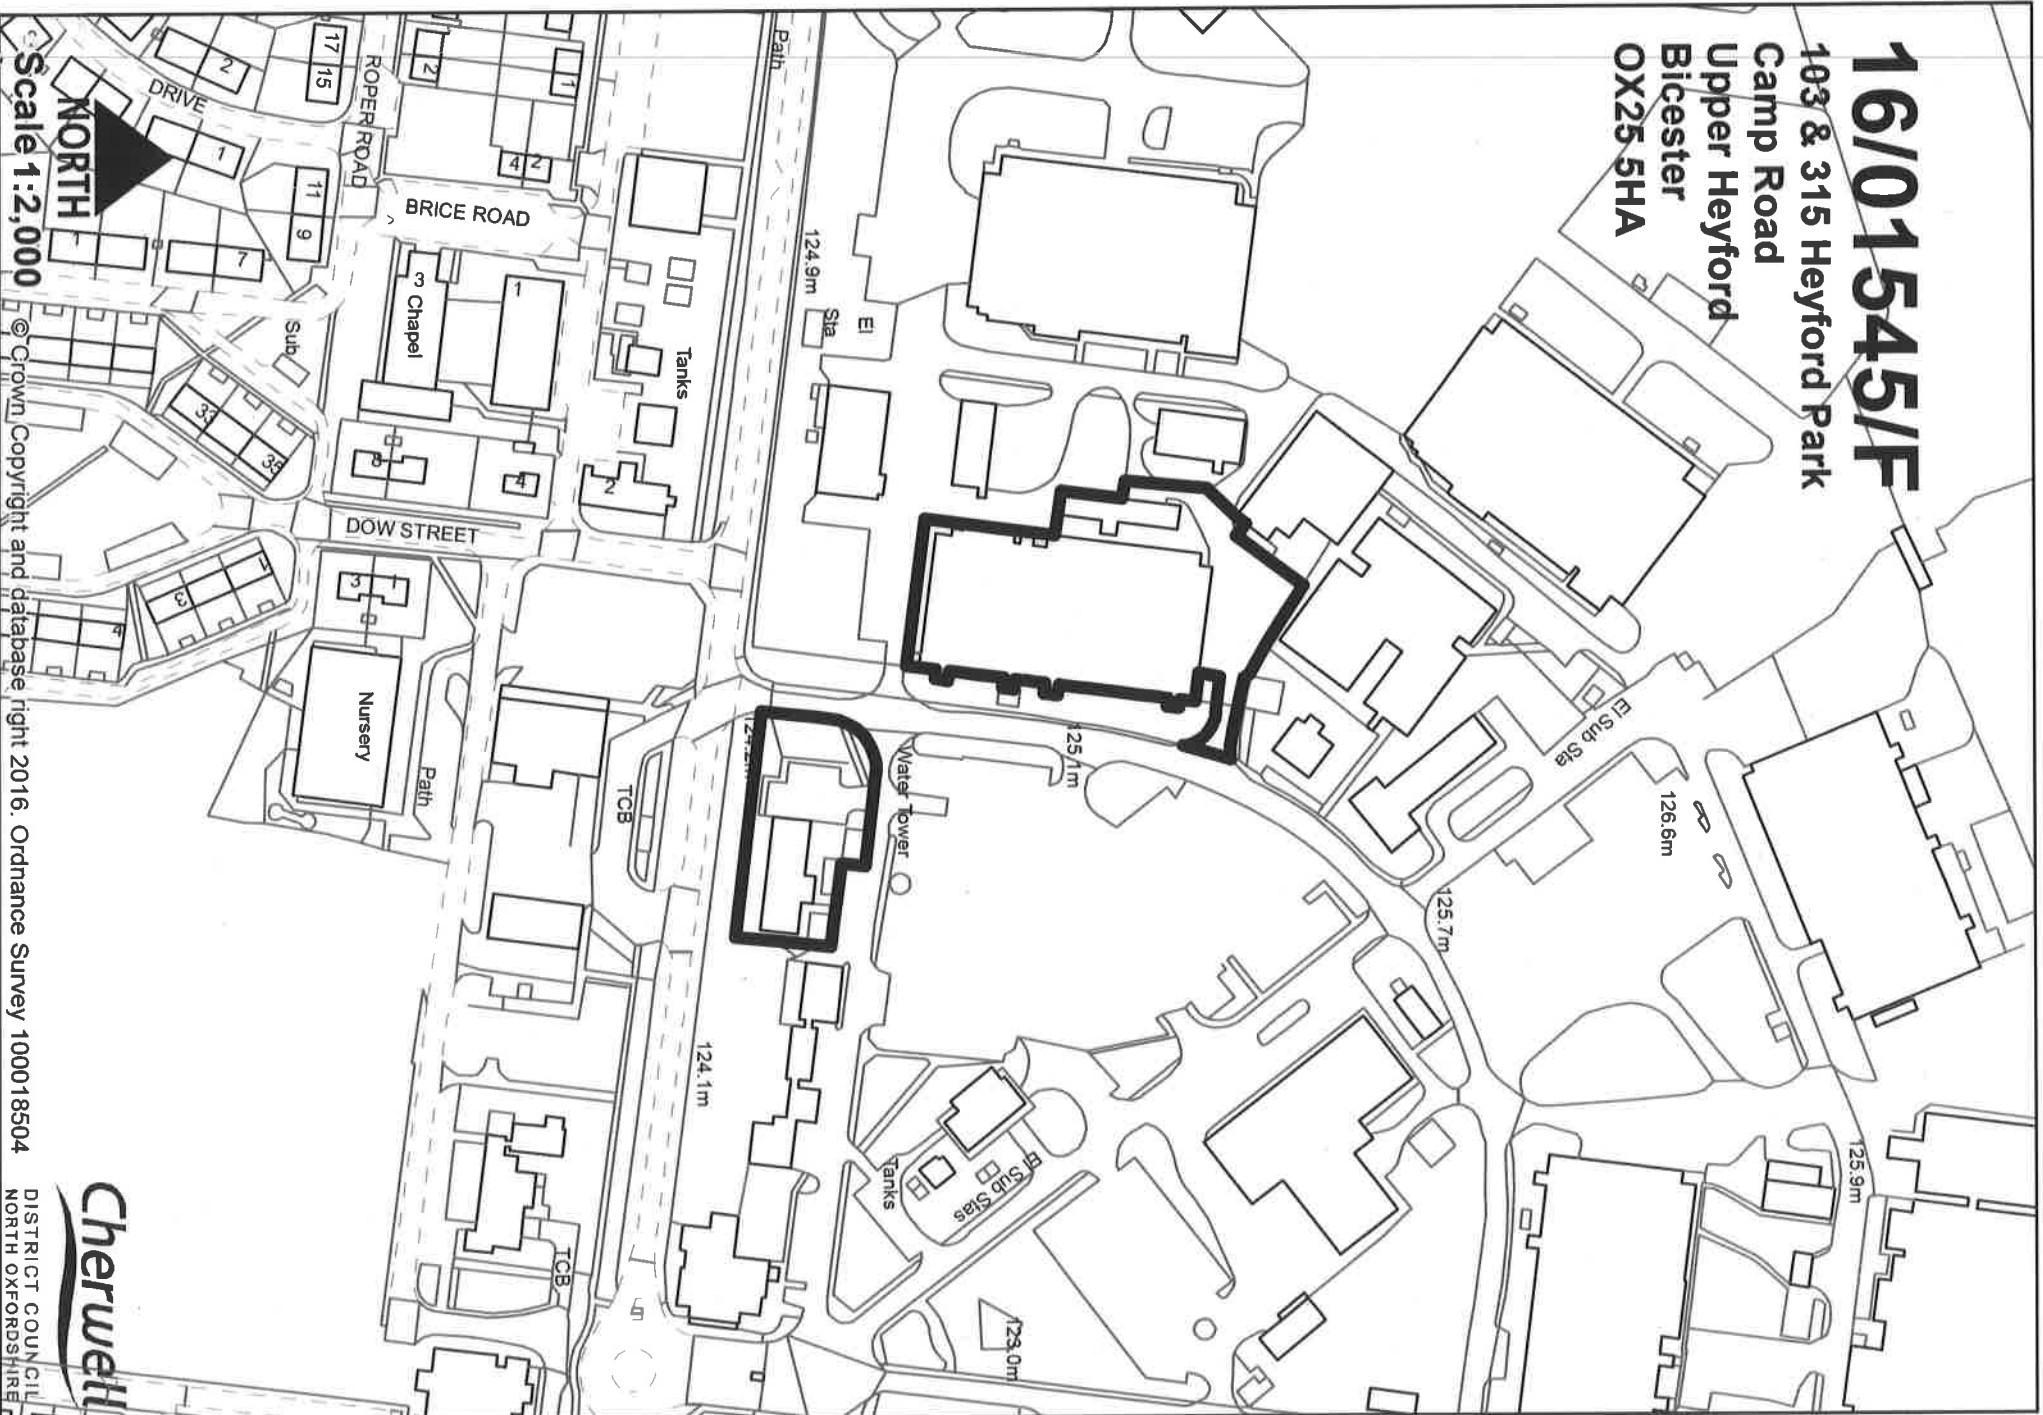 16/01545/F
103 & 315 Heyford Park
Camp Road
Upper Heyford
Bicester
OX25 5HA
126.6m
125.9m
El Sub Sta
125.7m
125.1m
Water Tower
123.0m
El Sub Stas
Tanks
El
Sta
124.9m
Path
124.1m
Tanks
TCB
TCB
2
1
4
2
2
1
4
BRICE ROAD
3
Chapel
DOW STREET
Path
Nursery
3
1
ROPER ROAD
17
15
11
9
Sub
2
DRIVE
1
7
1
33
35
1
3
4
NORTH
Scale 1:2,000
© Crown Copyright and database right 2016. Ordnance Survey 100018504
Cherwell
DISTRICT COUNCIL
NORTH OXFORDSHIRE